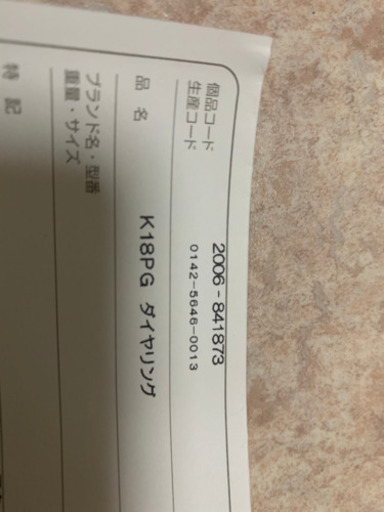 個品コード 2006-841873
生産コード 0142-5646-0013
品名 K18PG ダイヤリング
ブランド名・型番
重量・サイズ
特記